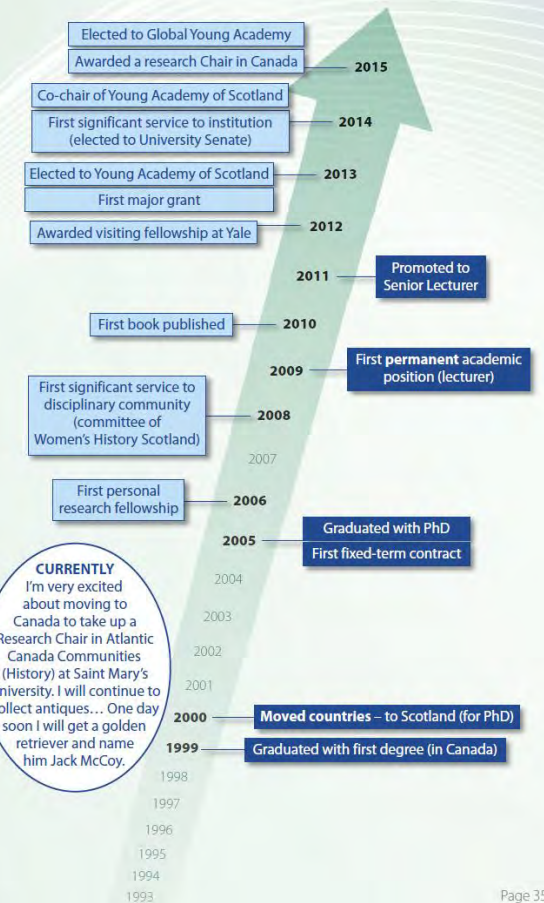 Elected to Global Young Academy
Awarded a research Chair in Canada
2015
Co-chair of Young Academy of Scotland
First significant service to institution
(elected to University Senate)
2014
Elected to Young Academy of Scotland
2013
First major grant
Awarded visiting fellowship at Yale
2012
2011
Promoted to
Senior Lecturer
First book published
2010
2009
First permanent academic
position (lecturer)
First significant service to
disciplinary community
(committee of
Women's History Scotland)
2008
2007
First personal
research fellowship
2006
2005
Graduated with PhD
First fixed-term contract
2004
2003
2002
2001
2000
Moved countries – to Scotland (for PhD)
1999
Graduated with first degree (in Canada)
1998
1997
1996
1995
1994
1993
CURRENTLY
I'm very excited
about moving to
Canada to take up a
Research Chair in Atlantic
Canada Communities
(History) at Saint Mary's
niversity. I will continue to
ollect antiques… One day
soon I will get a golden
retriever and name
him Jack McCoy.
Page 35